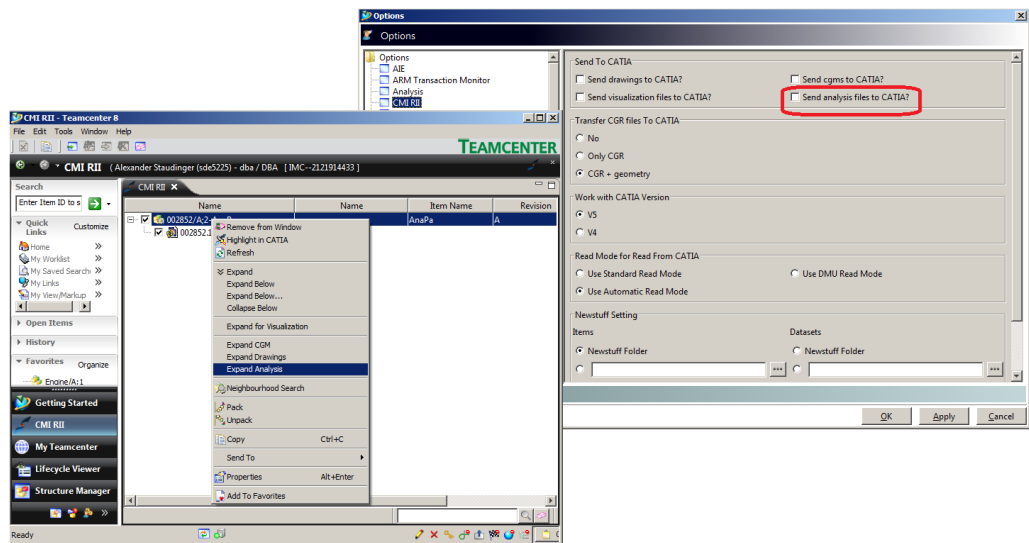 Options
Options
Options
AIE
ARM Transaction Monitor
Analysis
CMI RII
Send To CATIA
Send drawings to CATIA?
Send cgms to CATIA?
Send visualization files to CATIA?
Send analysis files to CATIA?
Transfer CGR files To CATIA
No
Only CGR
CGR + geometry
Work with CATIA Version
V5
V4
Read Mode for Read From CATIA
Use Standard Read Mode
Use DMU Read Mode
Use Automatic Read Mode
Newstuff Setting
Items
Datasets
Newstuff Folder
Newstuff Folder
...
...
OK
Apply
Cancel
CMI RII - Teamcenter 8
File Edit Tools Window Help
TEAMCENTER
CMI RII ( Alexander Staudinger (sde5225) - dba / DBA [ IMC--2121914433 ]
Search
Enter Item ID to s
Quick Links
Customize
Home
My Worklist
My Saved Search
My Links
My View/Markup
Open Items
History
Favorites
Organize
Engine/A;1
Getting Started
CMI RII
My Teamcenter
Lifecycle Viewer
Structure Manager
CMI RII
Name Name Item Name Revision
002852/A;2- AnaPa A
002852.1
Remove from Window
Highlight in CATIA
Refresh
Expand
Expand Below
Expand Below...
Collapse Below
Expand for Visualization
Expand CGM
Expand Drawings
Expand Analysis
Neighbourhood Search
Pack
Unpack
Copy Ctrl+C
Send To
Properties Alt+Enter
Add To Favorites
Ready